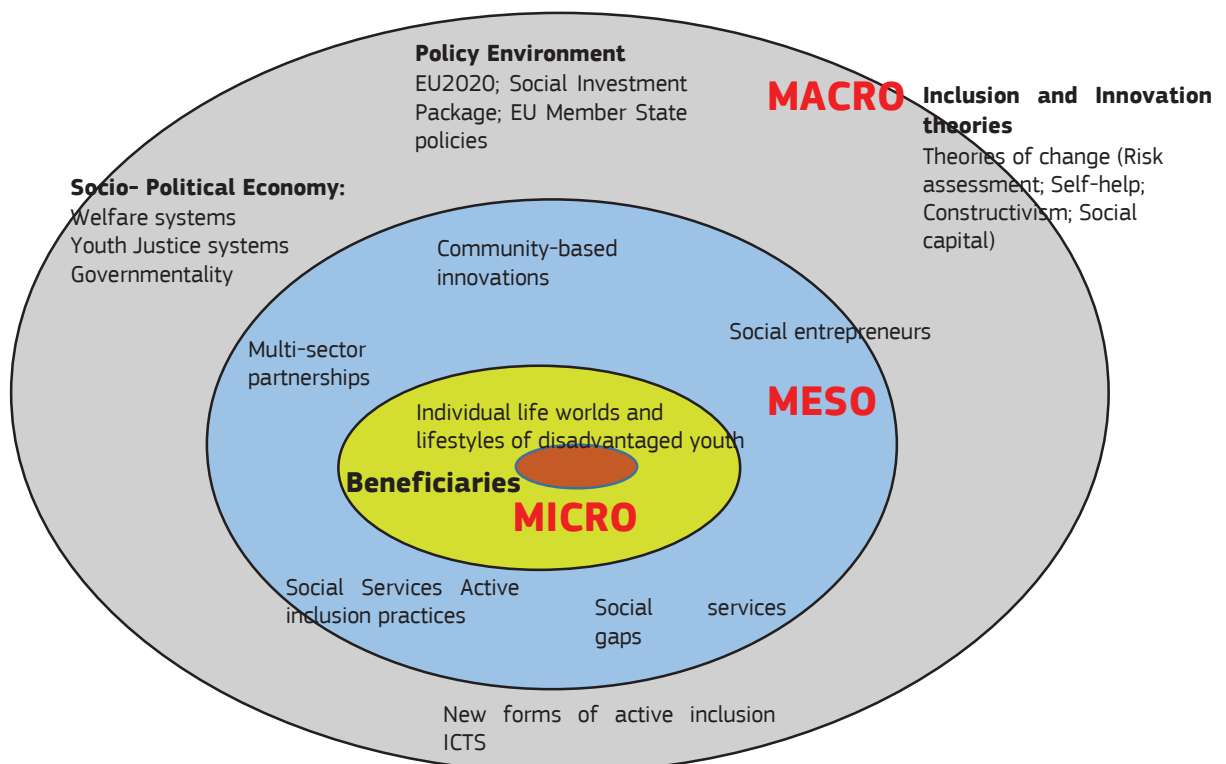 Policy Environment
EU2020; Social Investment
Package; EU Member State
policies
MACRO
Inclusion and Innovation
theories
Theories of change (Risk
assessment; Self-help;
Constructivism; Social
capital)
Socio- Political Economy:
Welfare systems
Youth Justice systems
Governmentality
Community-based
innovations
Social entrepreneurs
Multi-sector
partnerships
MESO
Individual life worlds and
lifestyles of disadvantaged youth
Beneficiaries
MICRO
Social Services Active
inclusion practices
Social services
gaps
New forms of active inclusion
ICTS